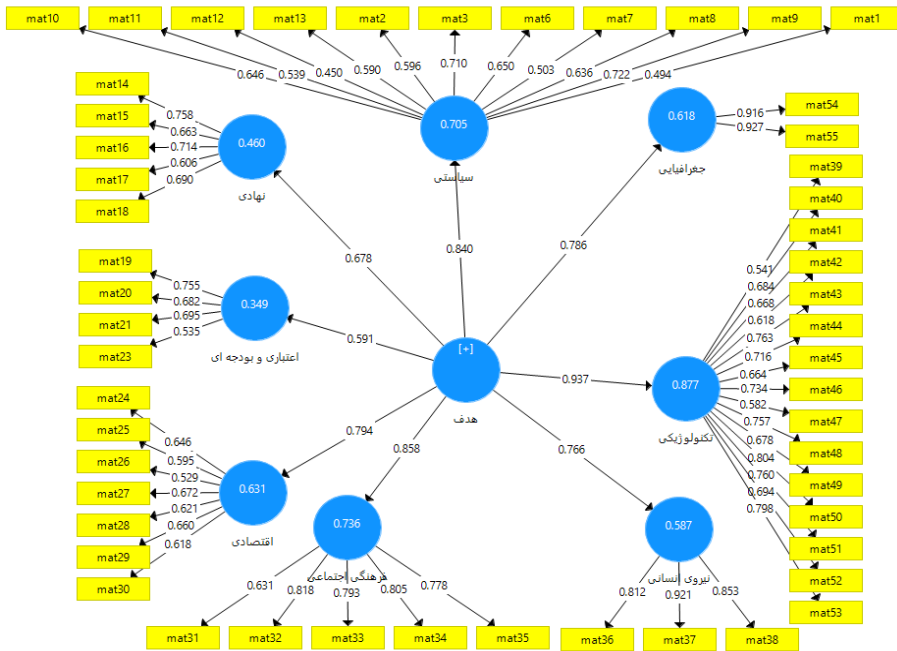 mat10 mat11 mat12 mat13 mat2 mat3 mat6 mat7 mat8 mat9 mat1
0.646 0.539 0.450 0.590 0.596 0.710 0.650 0.503 0.636 0.722 0.494
0.705
سیاستی
mat14
mat15
mat16
mat17
mat18
0.758
0.663
0.714
0.606
0.690
0.460
نهادی
0.618
جغرافیایی
0.916
0.927
mat54
mat55
0.678
0.840
0.786
mat19
mat20
mat21
mat23
0.755
0.682
0.695
0.535
0.349
اعتباری و بودجه ای
0.591
[+]
هدف
0.937
0.877
تکنولوژیکی
0.541
0.684
0.668
0.618
0.763
0.716
0.664
0.734
0.582
0.757
0.678
0.804
0.760
0.694
0.798
mat39
mat40
mat41
mat42
mat43
mat44
mat45
mat46
mat47
mat48
mat49
mat50
mat51
mat52
mat53
0.794
0.858
0.766
mat24
mat25
mat26
mat27
mat28
mat29
mat30
0.646
0.595
0.529
0.672
0.621
0.660
0.618
0.631
اقتصادی
0.736
فرهنگی اجتماعی
0.631 0.818 0.793 0.805 0.778
mat31 mat32 mat33 mat34 mat35
0.587
نیروی انسانی
0.812 0.921 0.853
mat36 mat37 mat38